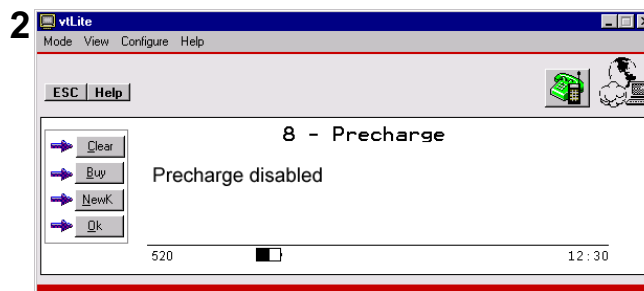 2
vtLite
Mode View Configure Help
ESC Help
8 - Precharge
Clear
Buy
Precharge disabled
NewK
Ok
520 12:30